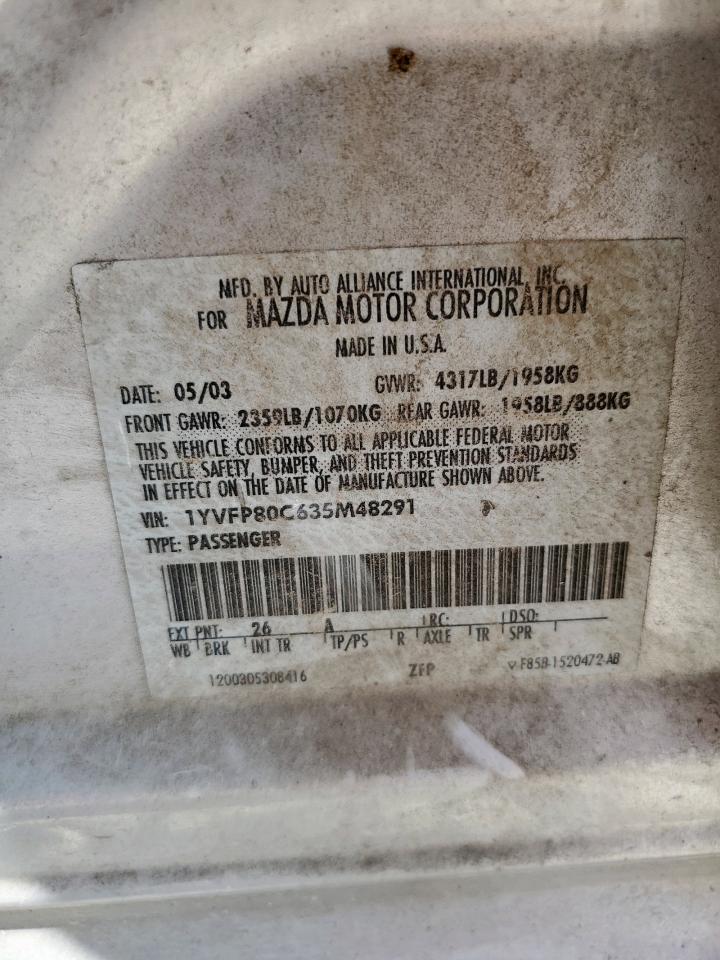 MFD. BY AUTO ALLIANCE INTERNATIONAL, INC.
FOR MAZDA MOTOR CORPORATION
MADE IN U.S.A.
DATE: 05/03 GVWR: 4317LB/1958KG
FRONT GAWR: 2359LB/1070KG REAR GAWR: 1958LB/888KG
THIS VEHICLE CONFORMS TO ALL APPLICABLE FEDERAL MOTOR
VEHICLE SAFETY, BUMPER, AND THEFT PREVENTION STANDARDS
IN EFFECT ON THE DATE OF MANUFACTURE SHOWN ABOVE.
VIN: 1YVFP80C635M48291
TYPE: PASSENGER
EXT PNT: 26 A RC: DSO:
WB BRK INT TR TP/PS R AXLE TR SPR
1200305308416 ZFP F85B-1520472-AB